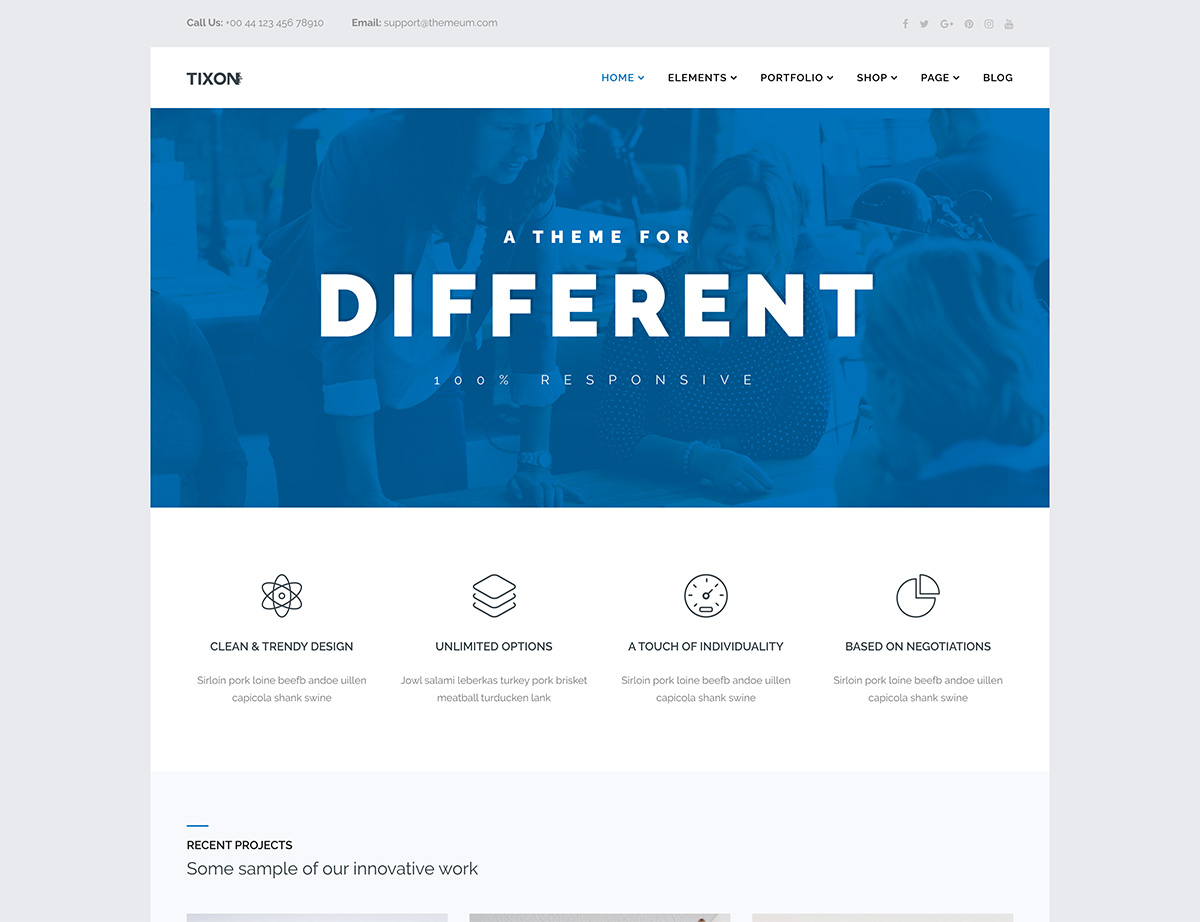 Call Us: +00 44 123 456 78910 Email: support@themeum.com
TIXON
HOME ELEMENTS PORTFOLIO SHOP PAGE BLOG
A THEME FOR
DIFFERENT
100% RESPONSIVE
CLEAN & TRENDY DESIGN
Sirloin pork loine beefb andoe uillen
capicola shank swine
UNLIMITED OPTIONS
Jowl salami leberkas turkey pork brisket
meatball turducken lank
A TOUCH OF INDIVIDUALITY
Sirloin pork loine beefb andoe uillen
capicola shank swine
BASED ON NEGOTIATIONS
Sirloin pork loine beefb andoe uillen
capicola shank swine
RECENT PROJECTS
Some sample of our innovative work